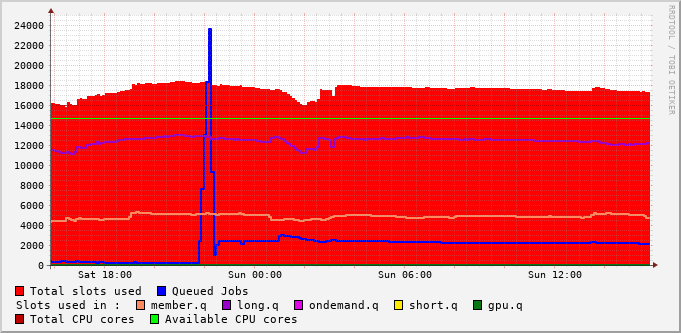 24000
22000
20000
18000
16000
14000
12000
10000
8000
6000
4000
2000
0
Sat 18:00 Sun 00:00 Sun 06:00 Sun 12:00
RRDTOOL / TOBI OETIKER
Total slots used Queued Jobs
Slots used in : member.q long.q ondemand.q short.q gpu.q
Total CPU cores Available CPU cores